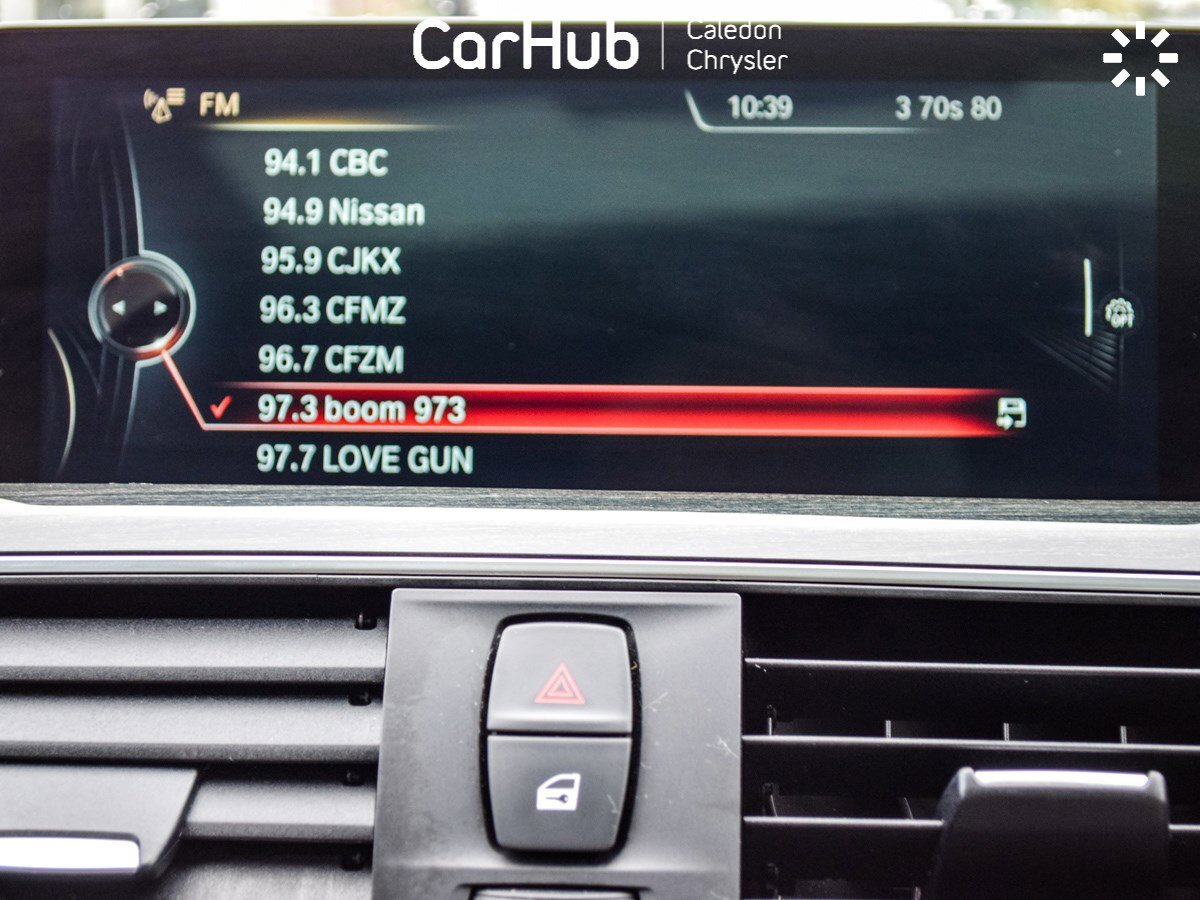 CarHub
Caledon
Chrysler
FM
10:39
3 70s 80
94.1 CBC
94.9 Nissan
95.9 CJKX
96.3 CFMZ
96.7 CFZM
97.3 boom 973
97.7 LOVE GUN
OPT